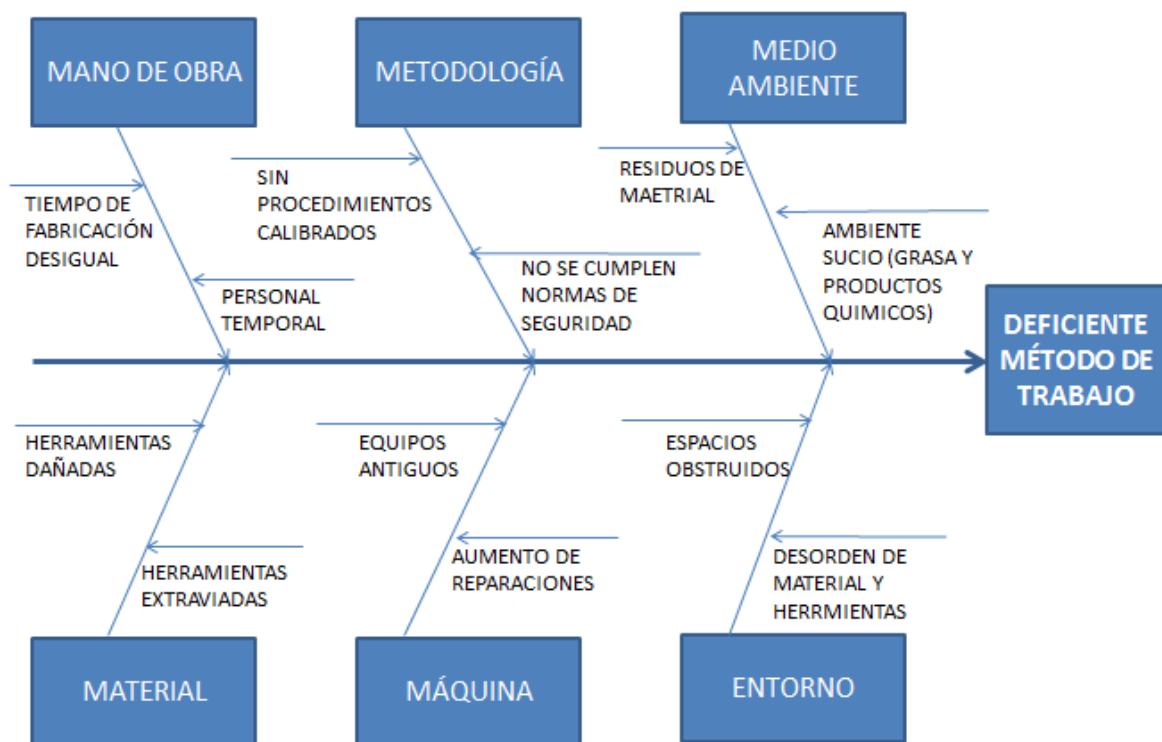 MANO DE OBRA
METODOLOGÍA
MEDIO
AMBIENTE
TIEMPO DE
FABRICACIÓN
DESIGUAL
PERSONAL
TEMPORAL
SIN
PROCEDIMIENTOS
CALIBRADOS
NO SE CUMPLEN
NORMAS DE
SEGURIDAD
RESIDUOS DE
MAETRIAL
AMBIENTE
SUCIO (GRASA Y
PRODUCTOS
QUIMICOS)
DEFICIENTE
MÉTODO DE
TRABAJO
HERRAMIENTAS
DAÑADAS
HERRAMIENTAS
EXTRAVIADAS
EQUIPOS
ANTIGUOS
AUMENTO DE
REPARACIONES
ESPACIOS
OBSTRUIDOS
DESORDEN DE
MATERIAL Y
HERRMIENTAS
MATERIAL
MÁQUINA
ENTORNO